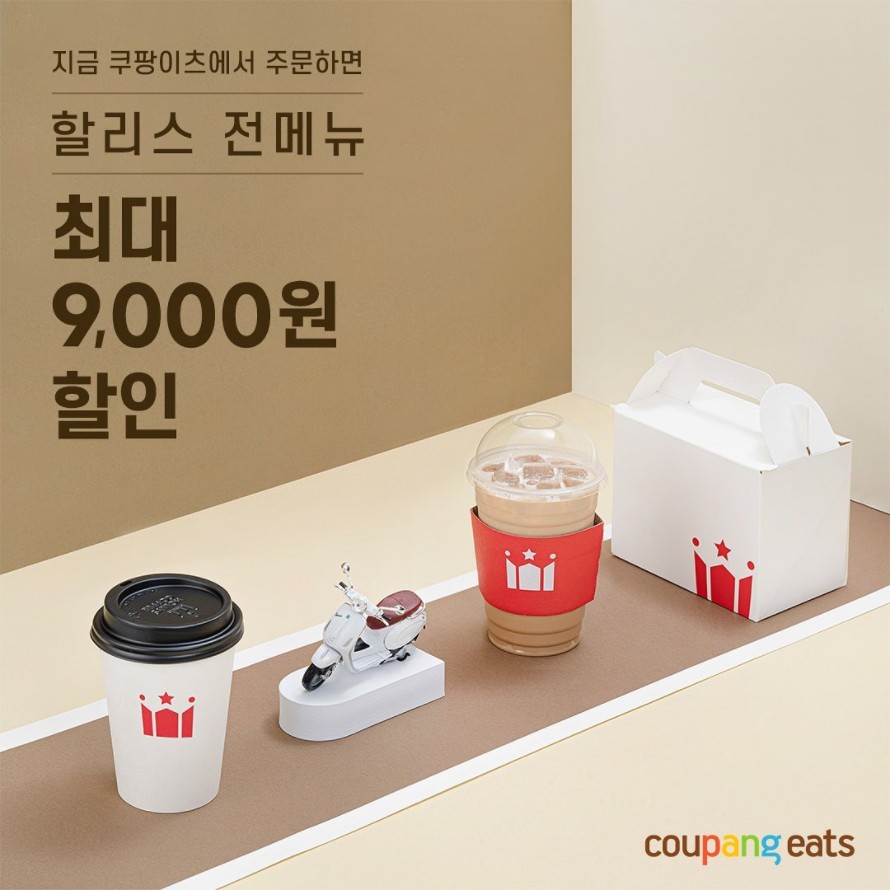 지금 쿠팡이츠에서 주문하면
할리스 전메뉴
최대
9,000원
할인
coupang eats